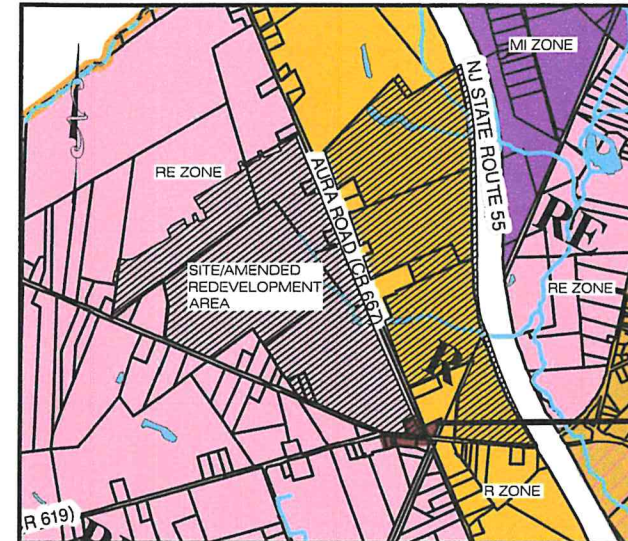 MI ZONE
RE ZONE
AURA ROAD (CR 667)
NJ STATE ROUTE 55
RE
SITE/AMENDED
REDEVELOPMENT
AREA
RE ZONE
R
R ZONE
R 619)